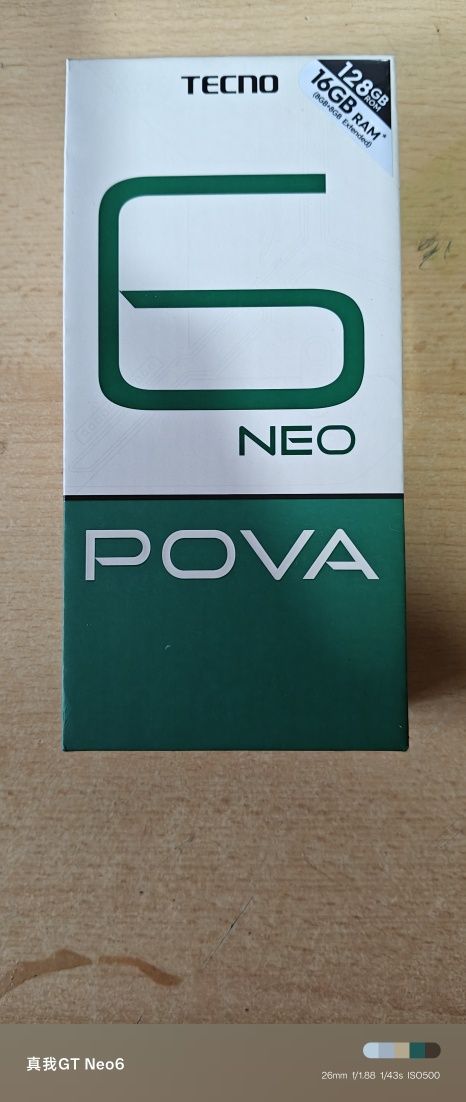 TECNO
128GB
ROM
16GB RAM*
(8GB+8GB Extended)
6
NEO
POVA
真我GT Neo6
26mm f/1.88 1/43s ISO500